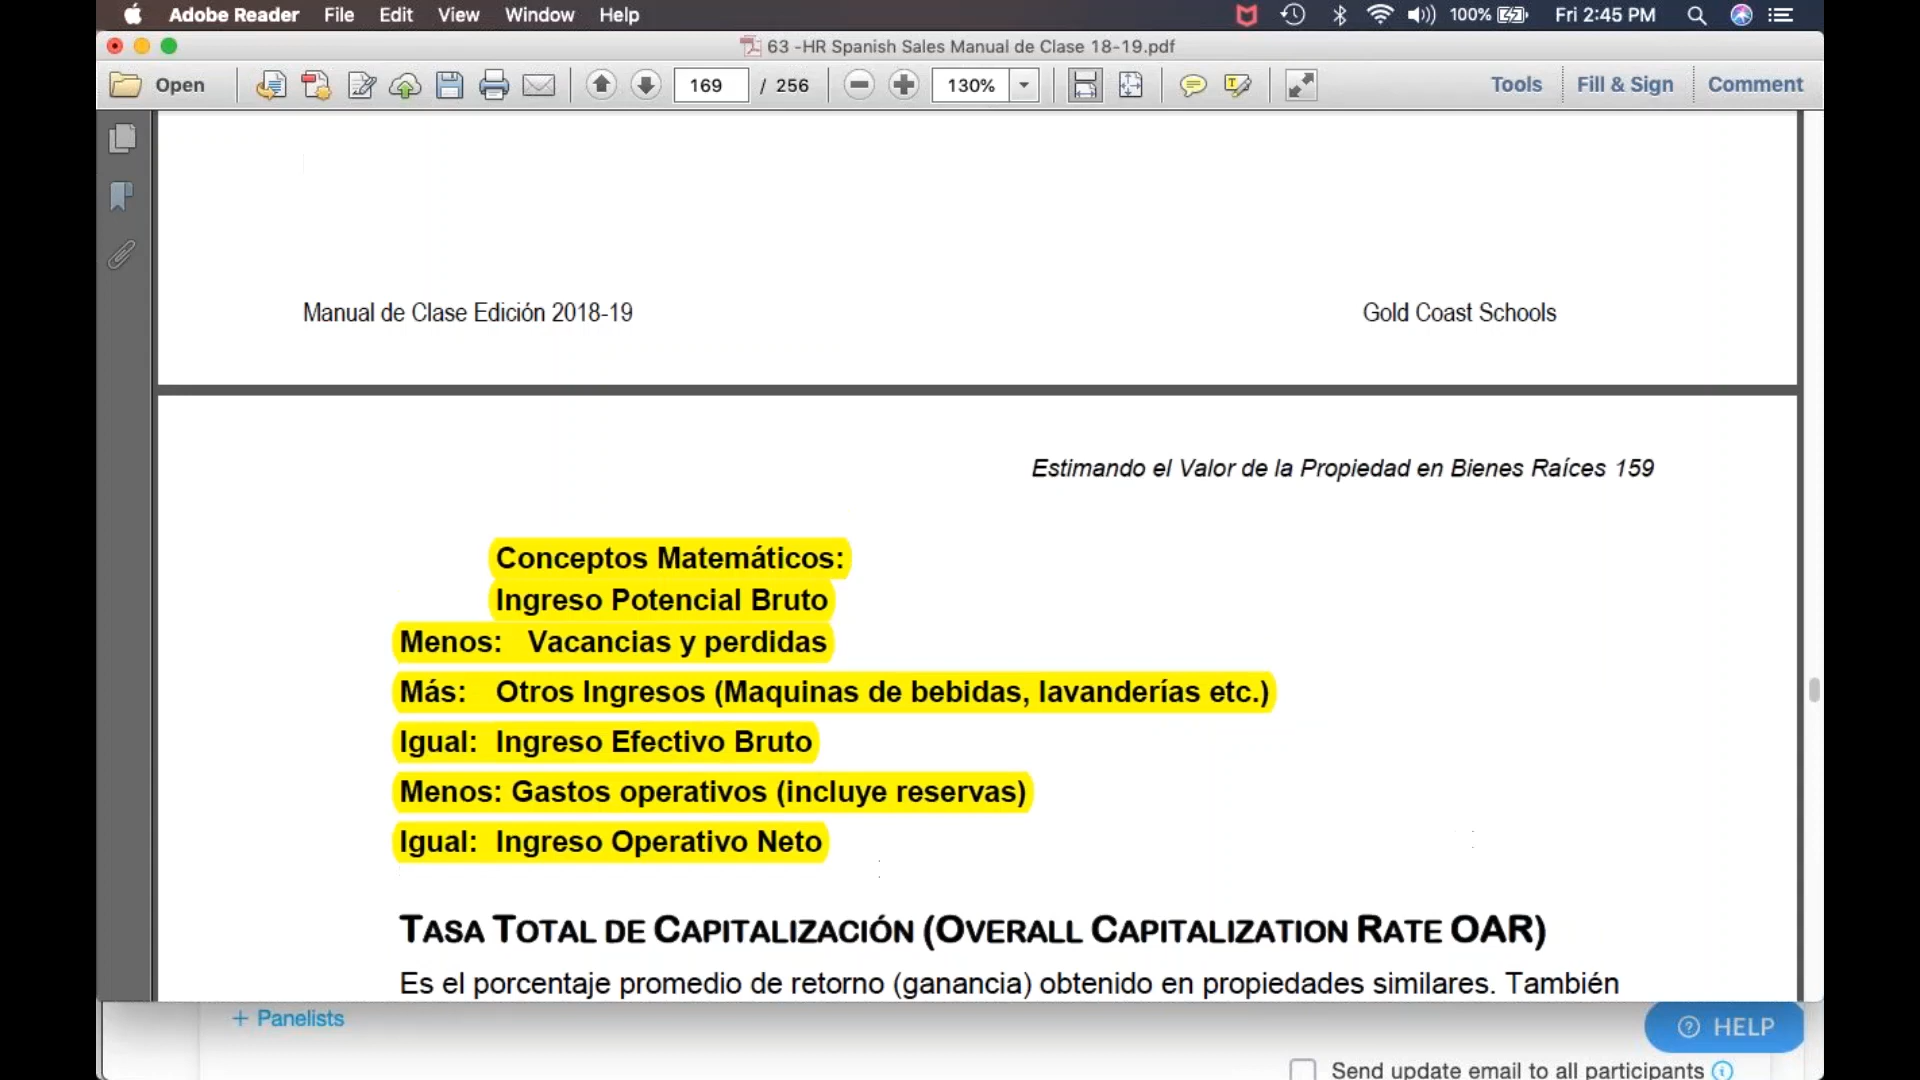 Adobe Reader File Edit View Window Help 100% Fri 2:45 PM
63 -HR Spanish Sales Manual de Clase 18-19.pdf
Open 169 / 256 130% Tools Fill & Sign Comment
Manual de Clase Edición 2018-19 Gold Coast Schools
Estimando el Valor de la Propiedad en Bienes Raíces 159
Conceptos Matemáticos:
Ingreso Potencial Bruto
Menos: Vacancias y perdidas
Más: Otros Ingresos (Maquinas de bebidas, lavanderías etc.)
Igual: Ingreso Efectivo Bruto
Menos: Gastos operativos (incluye reservas)
Igual: Ingreso Operativo Neto
TASA TOTAL DE CAPITALIZACIÓN (OVERALL CAPITALIZATION RATE OAR)
Es el porcentaje promedio de retorno (ganancia) obtenido en propiedades similares. También
+ Panelists
HELP
Send update email to all participants